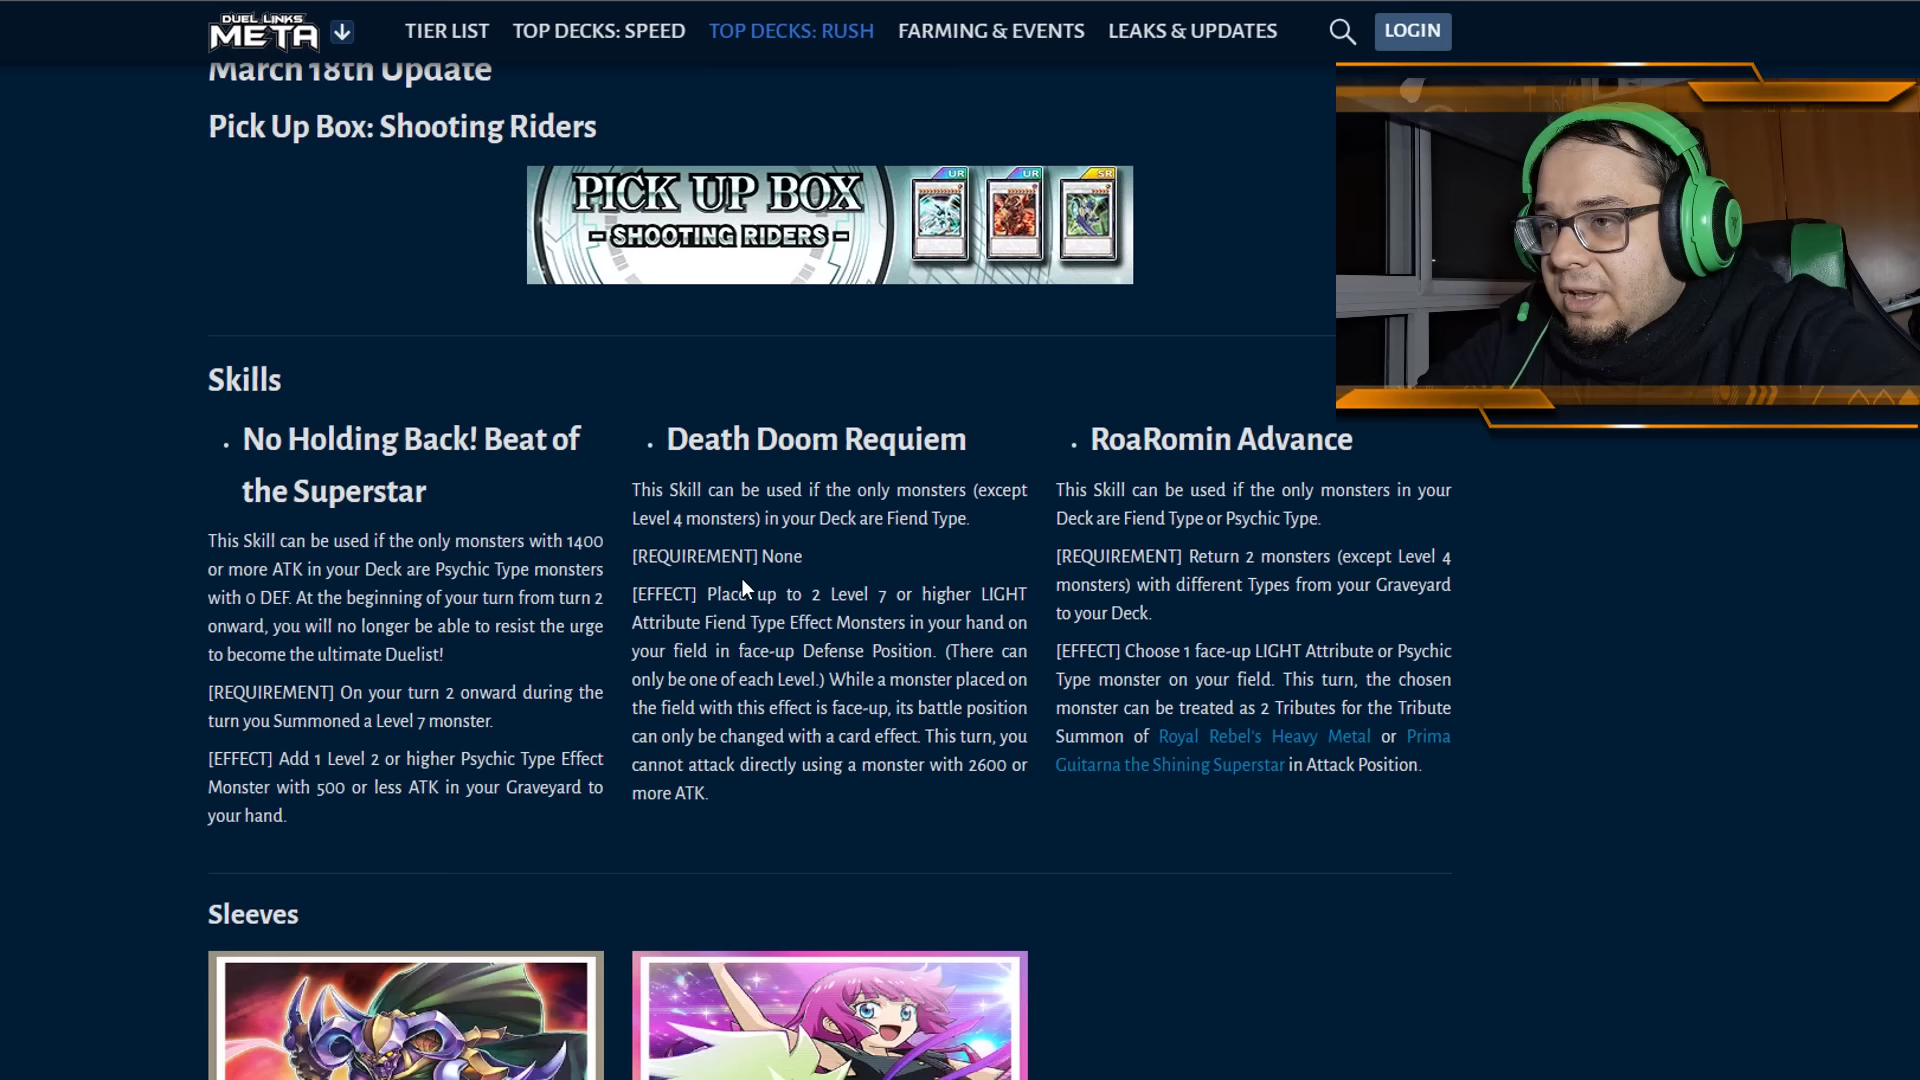 DUEL LINKS
META
TIER LIST
TOP DECKS: SPEED
TOP DECKS: RUSH
FARMING & EVENTS
LEAKS & UPDATES
LOGIN
March 18th Update
Pick Up Box: Shooting Riders
UR
UR
SR
PICK UP BOX
- SHOOTING RIDERS -
Skills
No Holding Back! Beat of
the Superstar
This Skill can be used if the only monsters with 1400
or more ATK in your Deck are Psychic Type monsters
with 0 DEF. At the beginning of your turn from turn 2
onward, you will no longer be able to resist the urge
to become the ultimate Duelist!
[REQUIREMENT] On your turn 2 onward during the
turn you Summoned a Level 7 monster.
[EFFECT] Add 1 Level 2 or higher Psychic Type Effect
Monster with 500 or less ATK in your Graveyard to
your hand.
Death Doom Requiem
This Skill can be used if the only monsters (except
Level 4 monsters) in your Deck are Fiend Type.
[REQUIREMENT] None
[EFFECT] Place up to 2 Level 7 or higher LIGHT
Attribute Fiend Type Effect Monsters in your hand on
your field in face-up Defense Position. (There can
only be one of each Level.) While a monster placed on
the field with this effect is face-up, its battle position
can only be changed with a card effect. This turn, you
cannot attack directly using a monster with 2600 or
more ATK.
RoaRomin Advance
This Skill can be used if the only monsters in your
Deck are Fiend Type or Psychic Type.
[REQUIREMENT] Return 2 monsters (except Level 4
monsters) with different Types from your Graveyard
to your Deck.
[EFFECT] Choose 1 face-up LIGHT Attribute or Psychic
Type monster on your field. This turn, the chosen
monster can be treated as 2 Tributes for the Tribute
Summon of Royal Rebel's Heavy Metal or Prima
Guitarna the Shining Superstar in Attack Position.
Sleeves